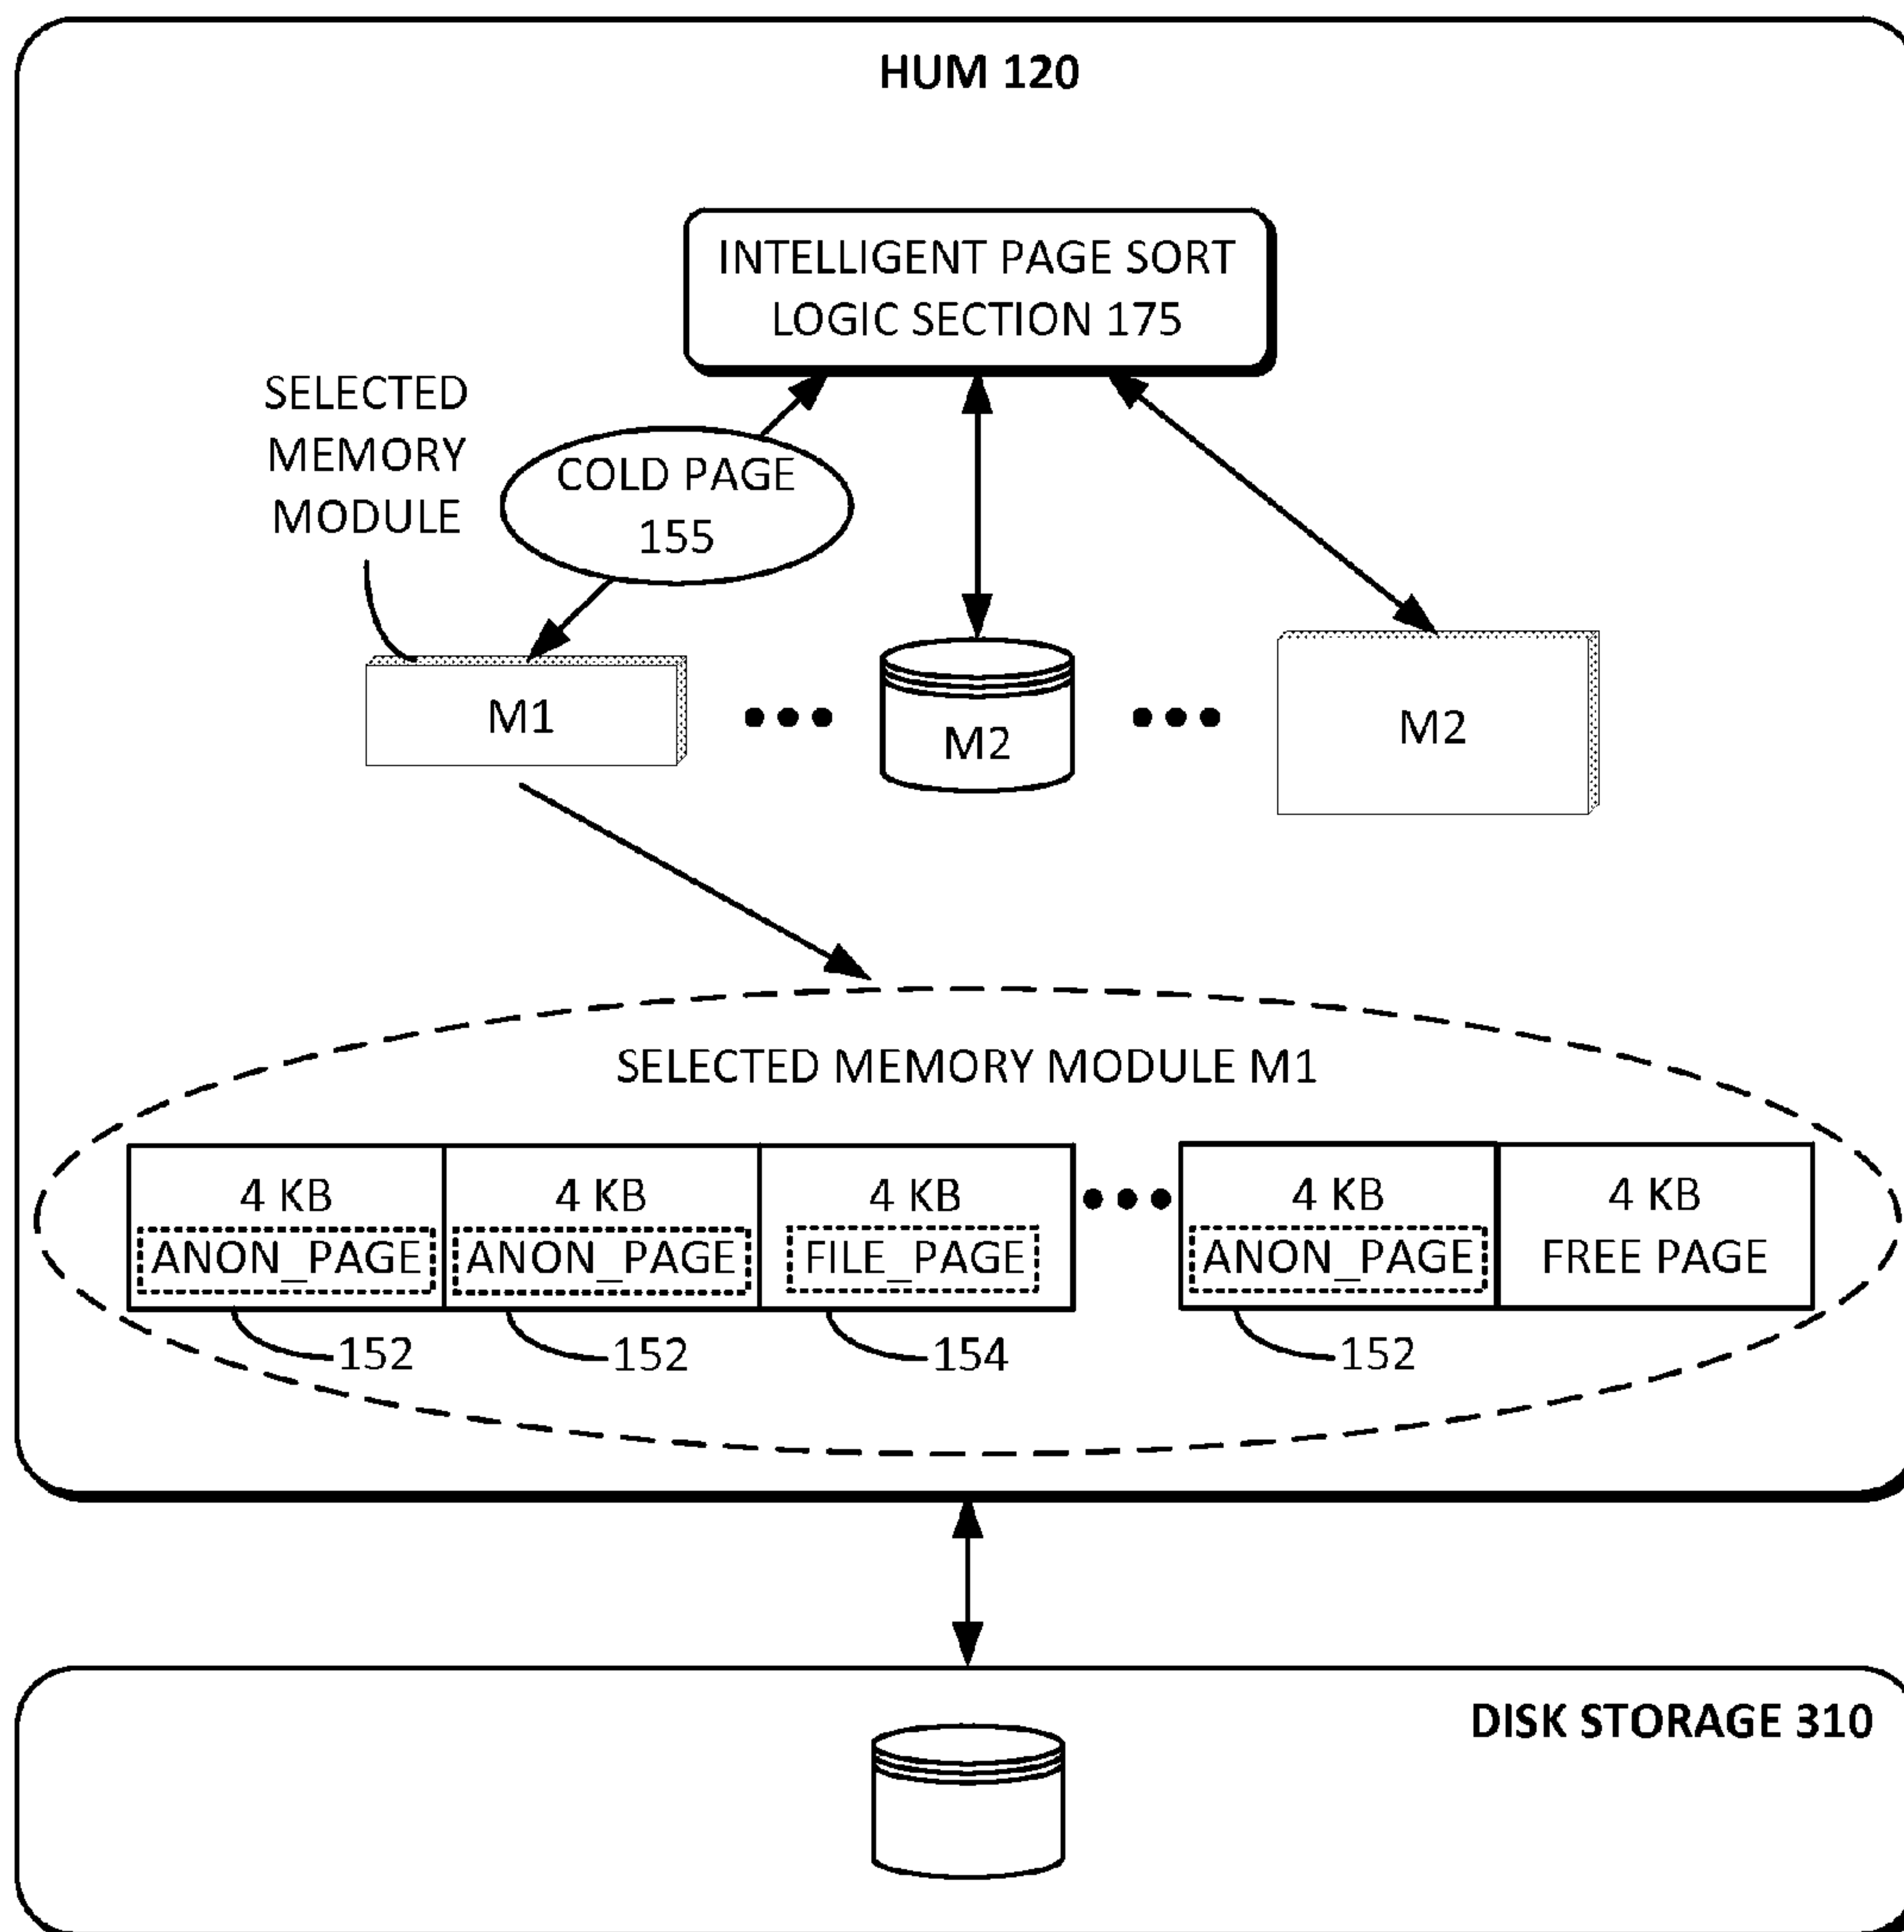 HUM 120
INTELLIGENT PAGE SORT
LOGIC SECTION 175
SELECTED
MEMORY
MODULE
COLD PAGE
155
M1
M2
M2
SELECTED MEMORY MODULE M1
4 KB
ANON_PAGE
4 KB
ANON_PAGE
4 KB
FILE_PAGE
4 KB
ANON_PAGE
4 KB
FREE PAGE
152
152
154
152
DISK STORAGE 310